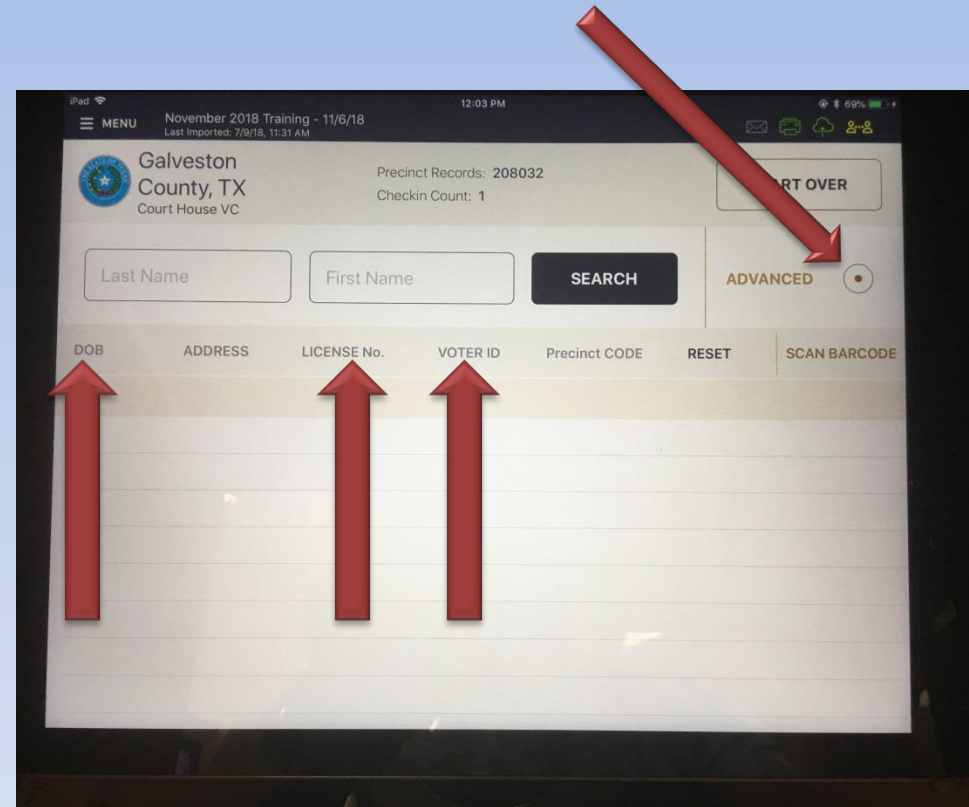 iPad 12:03 PM 69%
MENU November 2018 Training - 11/6/18
Last Imported: 7/9/18, 11:31 AM
Galveston
County, TX
Court House VC
Precinct Records: 208032
Checkin Count: 1
ART OVER
Last Name First Name SEARCH ADVANCED
DOB ADDRESS LICENSE No. VOTER ID Precinct CODE RESET SCAN BARCODE